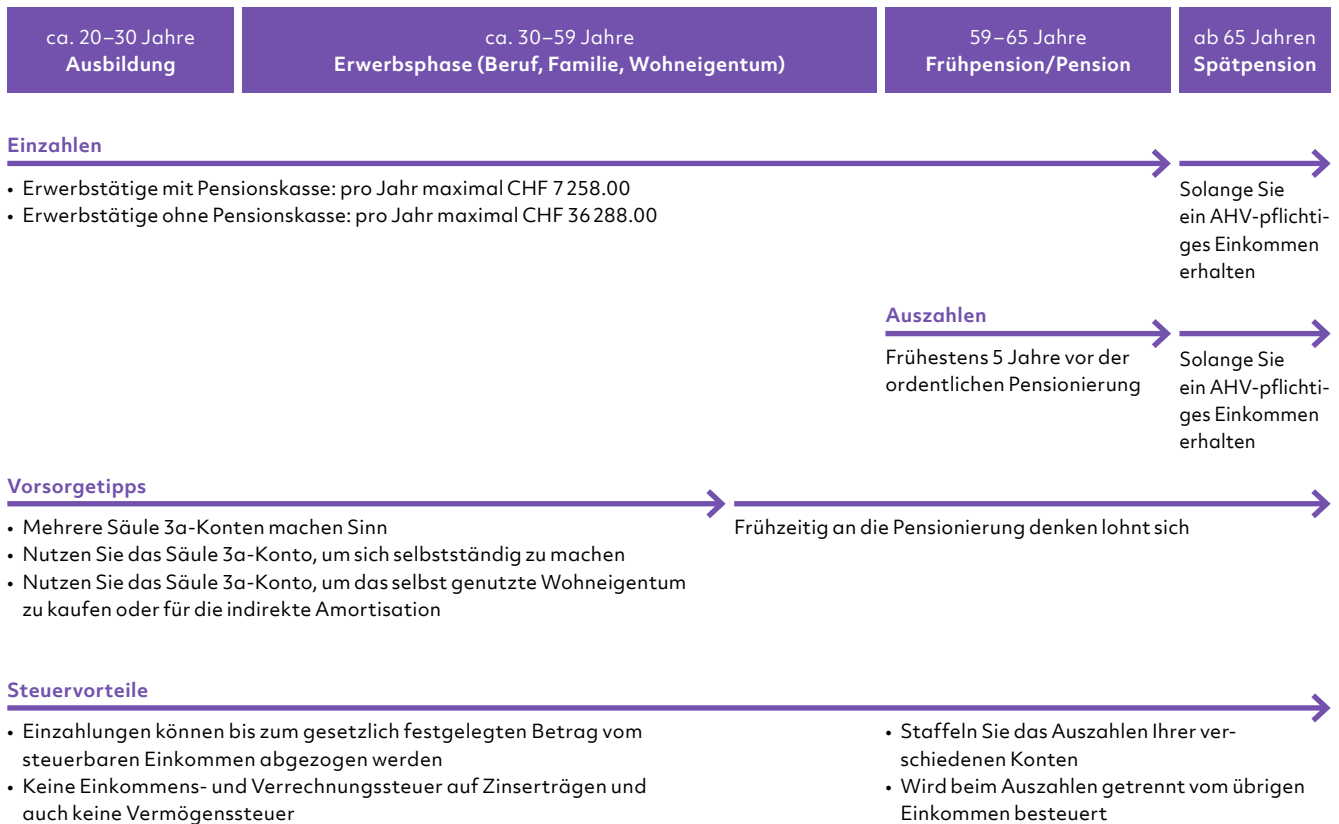 ca. 20–30 Jahre
Ausbildung
ca. 30–59 Jahre
Erwerbsphase (Beruf, Familie, Wohneigentum)
59–65 Jahre
Frühpension/Pension
ab 65 Jahren
Spätpension
Einzahlen
• Erwerbstätige mit Pensionskasse: pro Jahr maximal CHF 7 258.00
• Erwerbstätige ohne Pensionskasse: pro Jahr maximal CHF 36 288.00
Solange Sie
ein AHV-pflichti-
ges Einkommen
erhalten
Auszahlen
Frühestens 5 Jahre vor der
ordentlichen Pensionierung
Solange Sie
ein AHV-pflichti-
ges Einkommen
erhalten
Vorsorgetipps
• Mehrere Säule 3a-Konten machen Sinn
• Nutzen Sie das Säule 3a-Konto, um sich selbstständig zu machen
• Nutzen Sie das Säule 3a-Konto, um das selbst genutzte Wohneigentum
zu kaufen oder für die indirekte Amortisation
Frühzeitig an die Pensionierung denken lohnt sich
Steuervorteile
• Einzahlungen können bis zum gesetzlich festgelegten Betrag vom
steuerbaren Einkommen abgezogen werden
• Keine Einkommens- und Verrechnungssteuer auf Zinserträgen und
auch keine Vermögenssteuer
• Staffeln Sie das Auszahlen Ihrer ver-
schiedenen Konten
• Wird beim Auszahlen getrennt vom übrigen
Einkommen besteuert